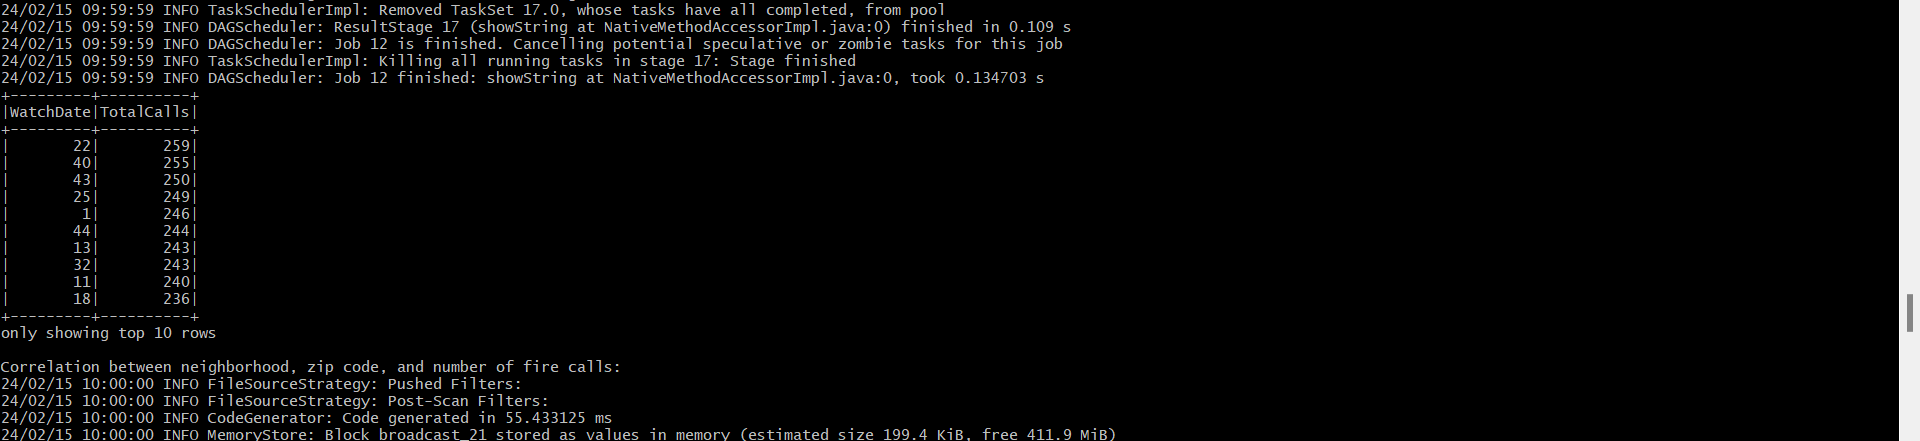 24/02/15 09:59:59 INFO TaskSchedulerImpl: Removed TaskSet 17.0, whose tasks have all completed, from pool
24/02/15 09:59:59 INFO DAGScheduler: ResultStage 17 (showString at NativeMethodAccessorImpl.java:0) finished in 0.109 s
24/02/15 09:59:59 INFO DAGScheduler: Job 12 is finished. Cancelling potential speculative or zombie tasks for this job
24/02/15 09:59:59 INFO TaskSchedulerImpl: Killing all running tasks in stage 17: Stage finished
24/02/15 09:59:59 INFO DAGScheduler: Job 12 finished: showString at NativeMethodAccessorImpl.java:0, took 0.134703 s
+---------+----------+
|WatchDate|TotalCalls|
+---------+----------+
|       22|       259|
|       40|       255|
|       43|       250|
|       25|       249|
|        1|       246|
|       44|       244|
|       13|       243|
|       32|       243|
|       11|       240|
|       18|       236|
+---------+----------+
only showing top 10 rows
Correlation between neighborhood, zip code, and number of fire calls:
24/02/15 10:00:00 INFO FileSourceStrategy: Pushed Filters:
24/02/15 10:00:00 INFO FileSourceStrategy: Post-Scan Filters:
24/02/15 10:00:00 INFO CodeGenerator: Code generated in 55.433125 ms
24/02/15 10:00:00 INFO MemoryStore: Block broadcast_21 stored as values in memory (estimated size 199.4 KiB, free 411.9 MiB)